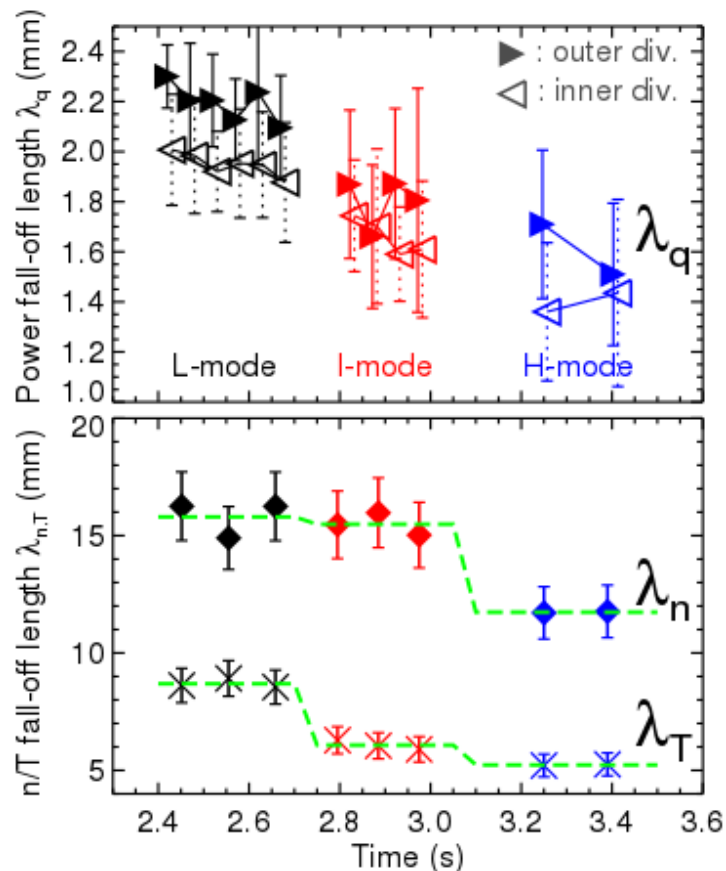 Power fall-off length λq (mm)
2.4
2.2
2.0
1.8
1.6
1.4
1.2
1.0
: outer div.
: inner div.
λq
L-mode
I-mode
H-mode
n/T fall-off length λn,T (mm)
20
15
10
5
λn
λT
2.4
2.6
2.8
3.0
3.2
3.4
3.6
Time (s)